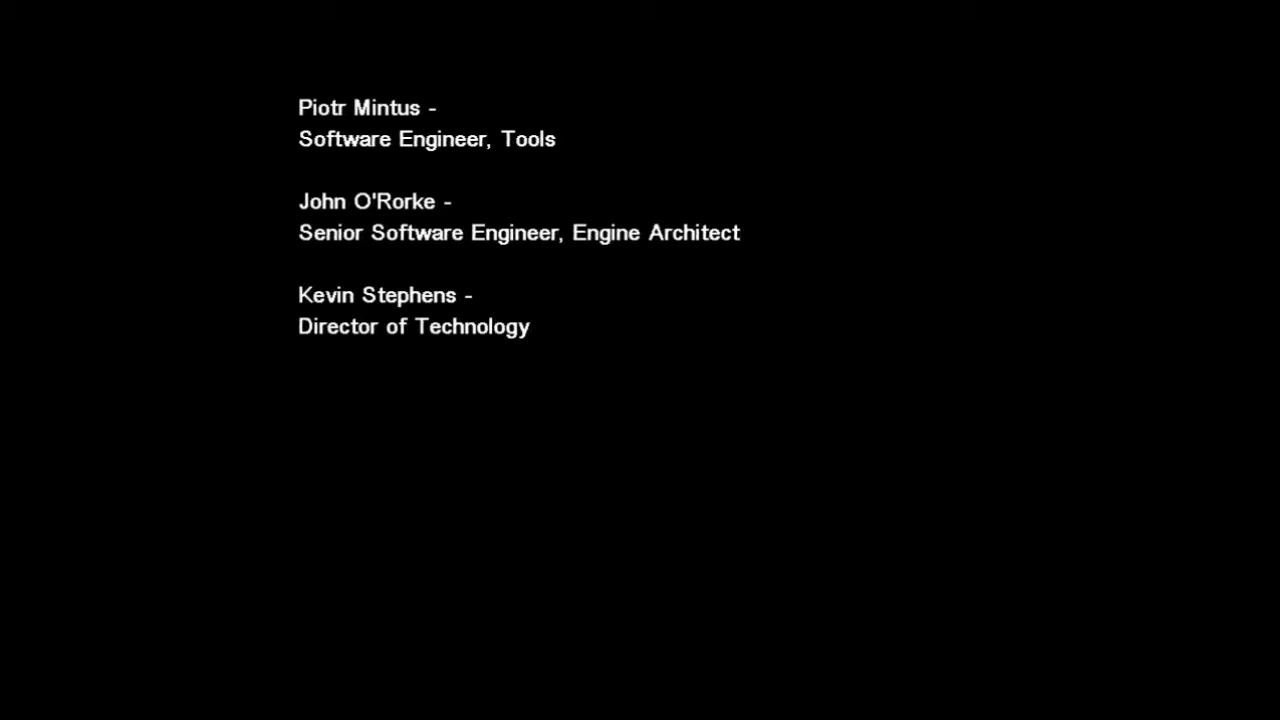 Piotr Mintus -
Software Engineer, Tools
John O'Rorke -
Senior Software Engineer, Engine Architect
Kevin Stephens -
Director of Technology